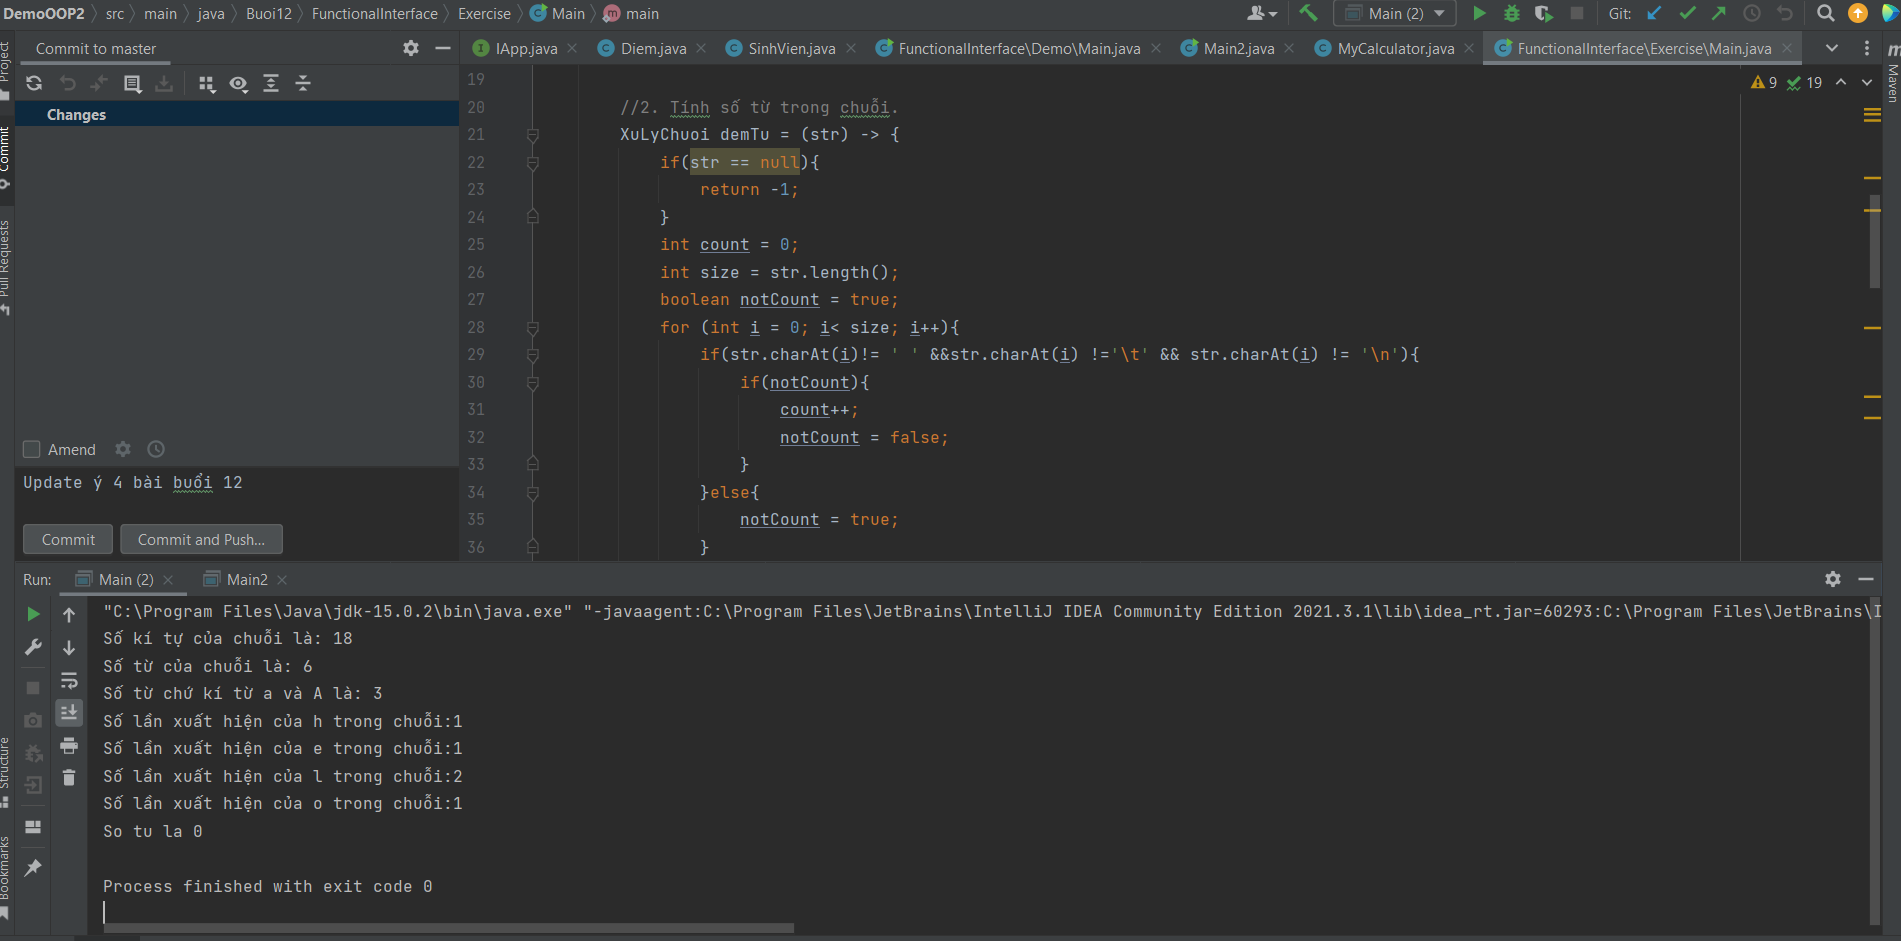 DemoOOP2 src main java Buoi12 FunctionalInterface Exercise Main main
Main (2) Git:
Commit to master
IApp.java Diem.java SinhVien.java FunctionalInterface\Demo\Main.java Main2.java MyCalculator.java FunctionalInterface\Exercise\Main.java
Project
Commit
Pull Requests
Structure
Bookmarks
Maven
Changes
9 19
19
20 //2. Tính số từ trong chuỗi.
21 XuLyChuoi demTu = (str) -> {
22 if(str == null){
23 return -1;
24 }
25 int count = 0;
26 int size = str.length();
27 boolean notCount = true;
28 for (int i = 0; i< size; i++){
29 if(str.charAt(i)!= ' ' &&str.charAt(i) !='\t' && str.charAt(i) != '\n'){
30 if(notCount){
31 count++;
32 notCount = false;
33 }
34 }else{
35 notCount = true;
36 }
Amend
Update ý 4 bài buổi 12
Commit Commit and Push...
Run: Main (2) Main2
"C:\Program Files\Java\jdk-15.0.2\bin\java.exe" "-javaagent:C:\Program Files\JetBrains\IntelliJ IDEA Community Edition 2021.3.1\lib\idea_rt.jar=60293:C:\Program Files\JetBrains\I
Số kí tự của chuỗi là: 18
Số từ của chuỗi là: 6
Số từ chứ kí từ a và A là: 3
Số lần xuất hiện của h trong chuỗi:1
Số lần xuất hiện của e trong chuỗi:1
Số lần xuất hiện của l trong chuỗi:2
Số lần xuất hiện của o trong chuỗi:1
So tu la 0
Process finished with exit code 0